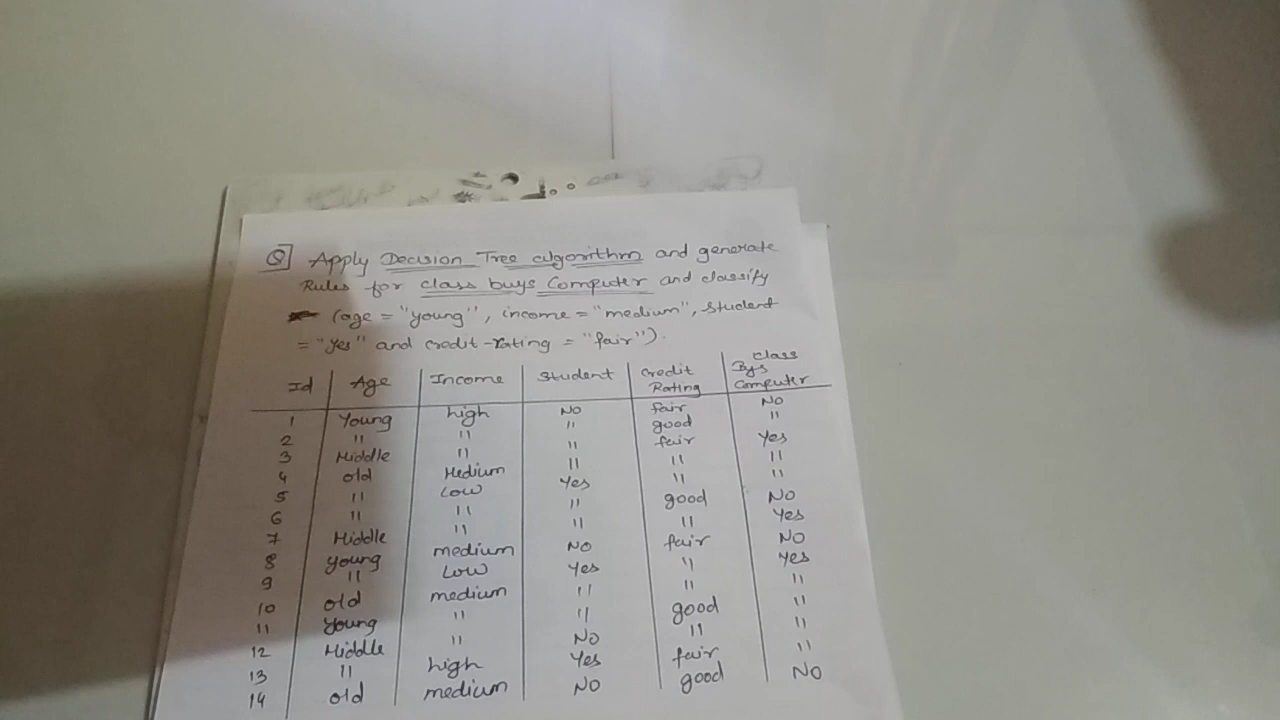 Q] Apply Decision Tree algorithm and generate
Rules for class buys Computer and classify
(age = "young", income = "medium", student
= "yes" and credit-rating = "fair").
Id | Age | Income | Student | Credit Rating | class Bys Computer
1 | Young | high | No | fair | No
2 | " | " | " | good | "
3 | Middle | " | " | fair | Yes
4 | old | Medium | " | " | "
5 | " | Low | Yes | " | "
6 | " | " | " | good | No
7 | Middle | " | " | " | Yes
8 | young | medium | No | fair | No
9 | " | Low | Yes | " | Yes
10 | old | medium | " | " | "
11 | Young | " | " | good | "
12 | Middle | " | No | " | "
13 | " | high | Yes | fair | "
14 | old | medium | No | good | No